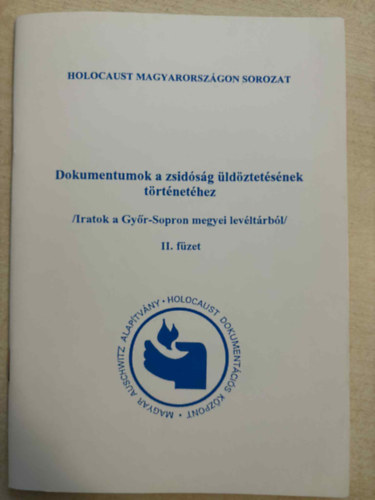 HOLOCAUST MAGYARORSZÁGON SOROZAT
Dokumentumok a zsidóság üldöztetésének
történetéhez
/Iratok a Győr-Sopron megyei levéltárból/
II. füzet
MAGYAR AUSCHWITZ ALAPÍTVÁNY • HOLOCAUST DOKUMENTÁCIÓS KÖZPONT •